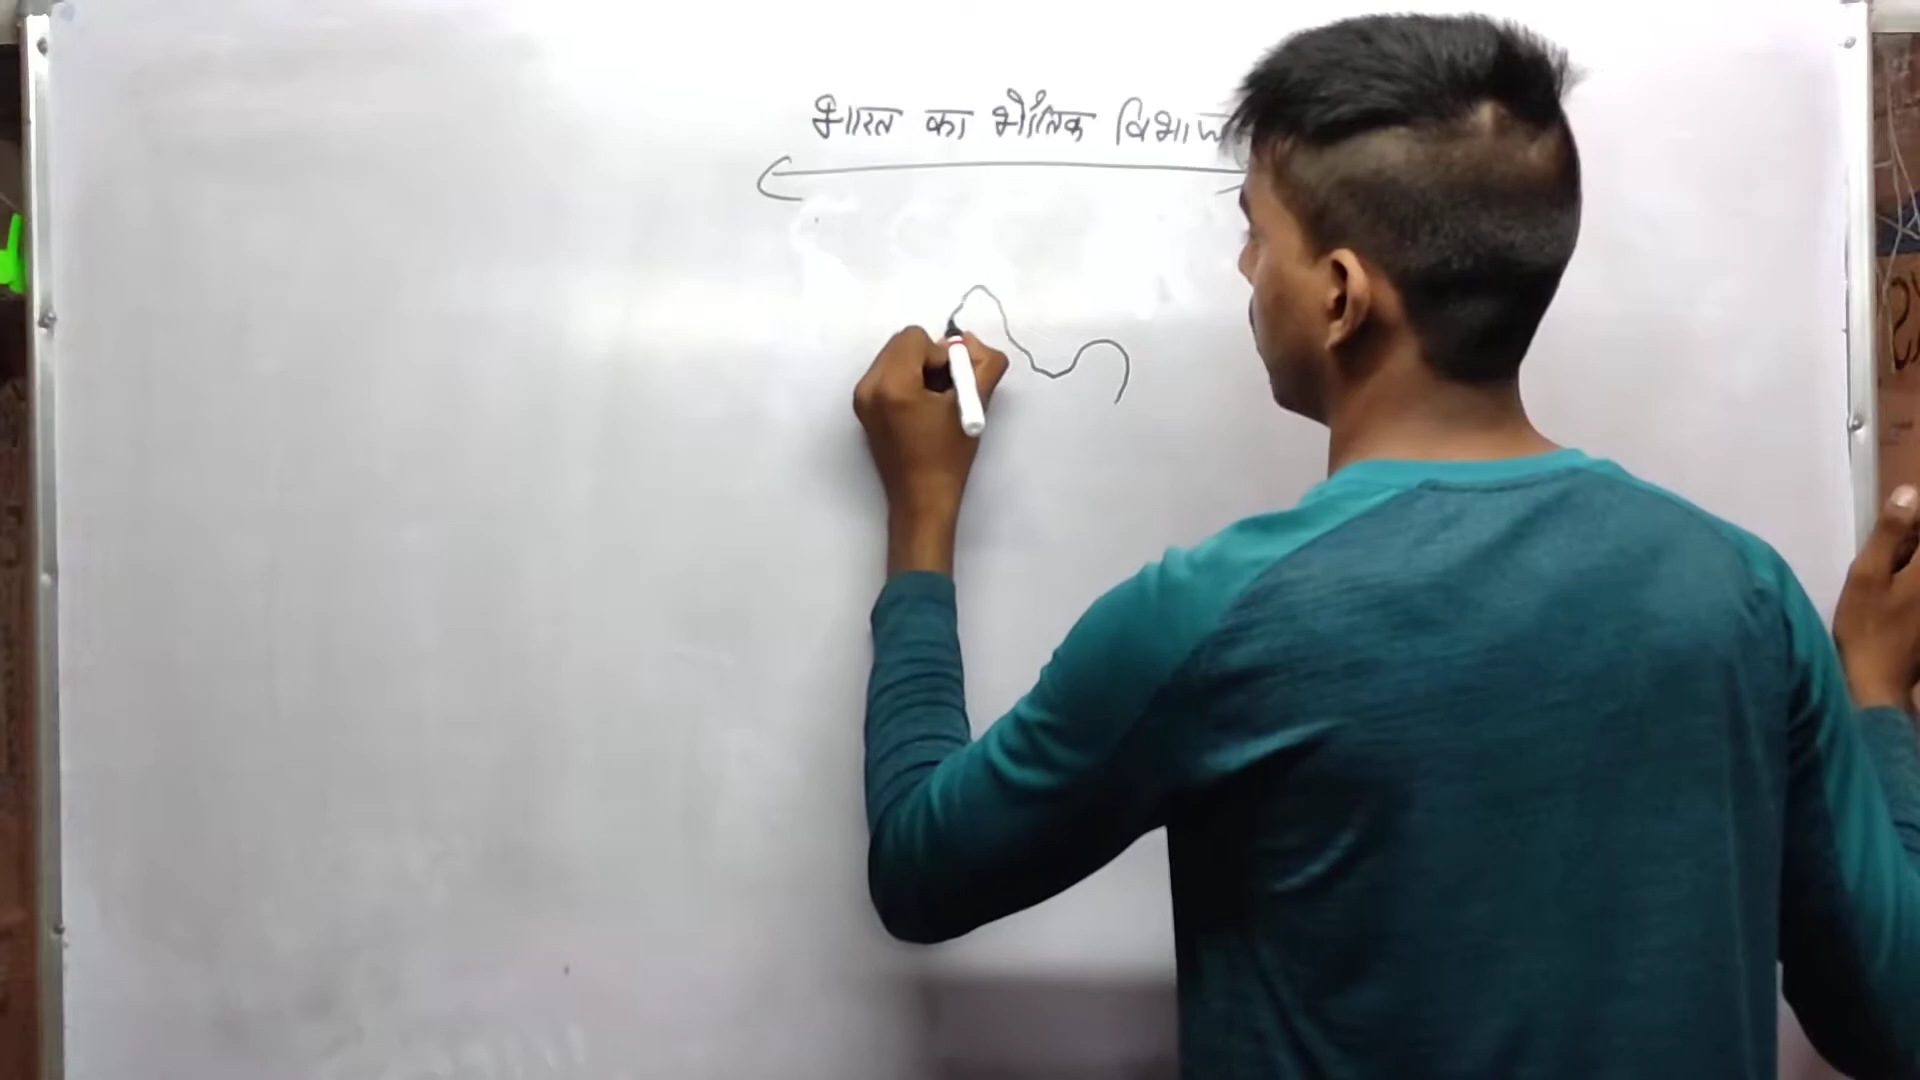 भारत का भौतिक विभाज